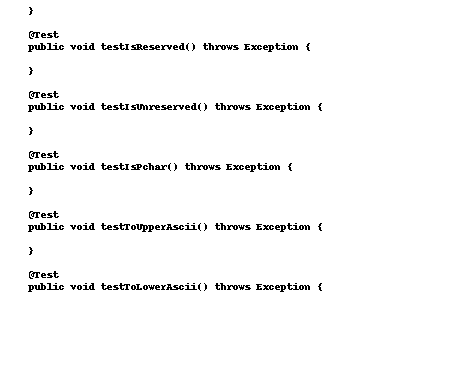 }
@Test
public void testIsReserved() throws Exception {
}
@Test
public void testIsUnreserved() throws Exception {
}
@Test
public void testIsPchar() throws Exception {
}
@Test
public void testToUpperAscii() throws Exception {
}
@Test
public void testToLowerAscii() throws Exception {